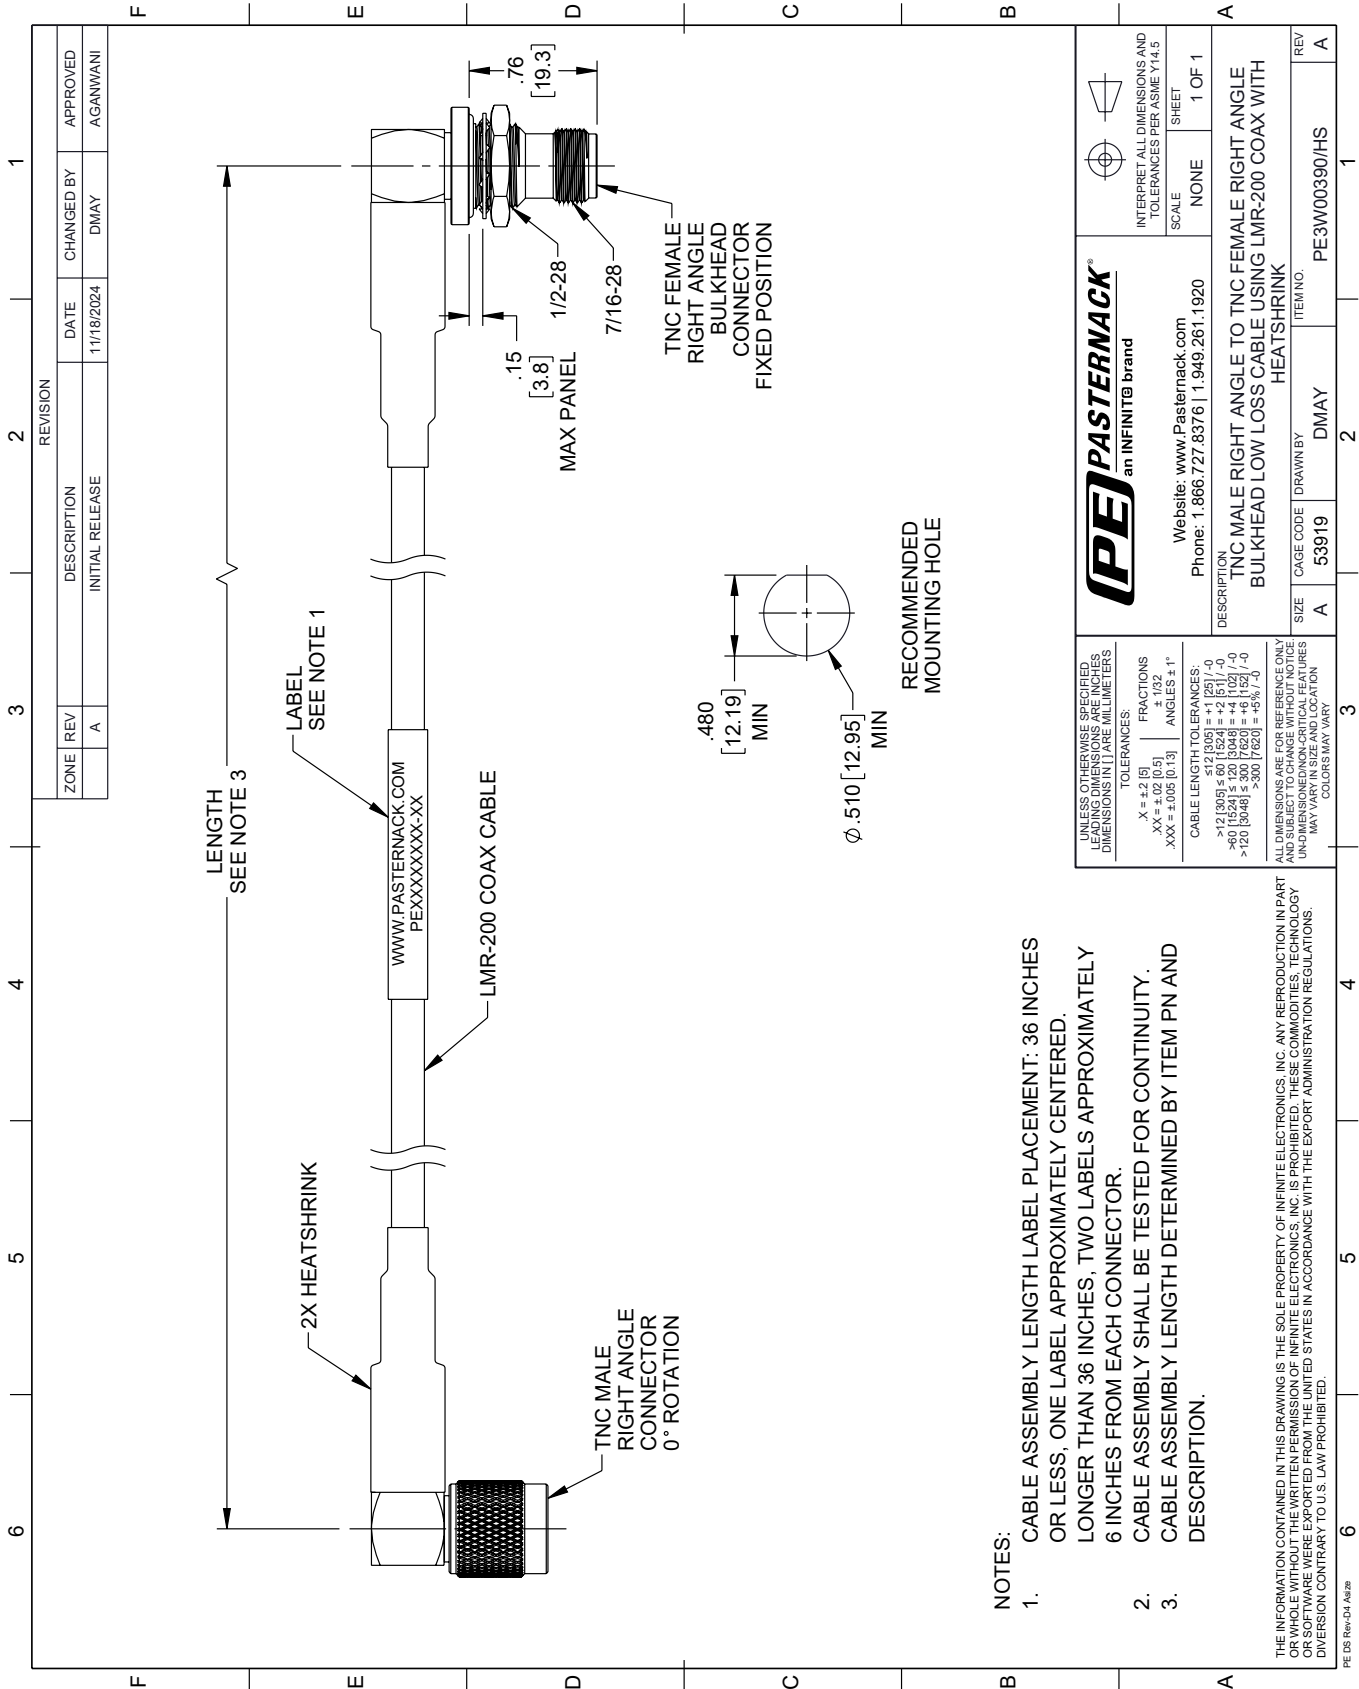 REVISION
ZONE REV DESCRIPTION DATE CHANGED BY APPROVED
A INITIAL RELEASE 11/18/2024 DMAY AGANWANI
6 5 4 3 2 1
F
E
D
C
B
A
LENGTH
SEE NOTE 3
2X HEATSHRINK
LABEL
SEE NOTE 1
WWW.PASTERNACK.COM
PEXXXXXXXX-XX
LMR-200 COAX CABLE
TNC MALE
RIGHT ANGLE
CONNECTOR
0° ROTATION
.76
[19.3]
.15
[3.8]
MAX PANEL
1/2-28
7/16-28
TNC FEMALE
RIGHT ANGLE
BULKHEAD
CONNECTOR
FIXED POSITION
.480
[12.19]
MIN
Ø.510 [12.95]
MIN
RECOMMENDED
MOUNTING HOLE
NOTES:
1. CABLE ASSEMBLY LENGTH LABEL PLACEMENT: 36 INCHES
OR LESS, ONE LABEL APPROXIMATELY CENTERED.
LONGER THAN 36 INCHES, TWO LABELS APPROXIMATELY
6 INCHES FROM EACH CONNECTOR.
2. CABLE ASSEMBLY SHALL BE TESTED FOR CONTINUITY.
3. CABLE ASSEMBLY LENGTH DETERMINED BY ITEM PN AND
DESCRIPTION.
THE INFORMATION CONTAINED IN THIS DRAWING IS THE SOLE PROPERTY OF INFINITE ELECTRONICS, INC. ANY REPRODUCTION IN PART
OR WHOLE WITHOUT THE WRITTEN PERMISSION OF INFINITE ELECTRONICS, INC. IS PROHIBITED. THESE COMMODITIES, TECHNOLOGY
OR SOFTWARE WERE EXPORTED FROM THE UNITED STATES IN ACCORDANCE WITH THE EXPORT ADMINISTRATION REGULATIONS.
DIVERSION CONTRARY TO U.S. LAW PROHIBITED.
UNLESS OTHERWISE SPECIFIED
LEADING DIMENSIONS ARE INCHES
DIMENSIONS IN [ ] ARE MILLIMETERS
TOLERANCES:
.X = ±.2 [5] FRACTIONS
.XX = ±.02 [0.5] ± 1/32
.XXX = ±.005 [0.13] ANGLES ± 1°
CABLE LENGTH TOLERANCES:
≤12 [305] = +1 [25] / -0
>12 [305] ≤ 60 [1524] = +2 [51] / -0
>60 [1524] ≤ 120 [3048] = +4 [102] / -0
>120 [3048] ≤ 300 [7620] = +6 [152] / -0
>300 [7620] = +5% / -0
ALL DIMENSIONS ARE FOR REFERENCE ONLY
AND SUBJECT TO CHANGE WITHOUT NOTICE.
UN-DIMENSIONED/NON-CRITICAL FEATURES
MAY VARY IN SIZE AND LOCATION
COLORS MAY VARY
PE PASTERNACK®
an INFINIT@ brand
Website: www.Pasternack.com
Phone: 1.866.727.8376 | 1.949.261.1920
INTERPRET ALL DIMENSIONS AND
TOLERANCES PER ASME Y14.5
SCALE SHEET
NONE 1 OF 1
DESCRIPTION
TNC MALE RIGHT ANGLE TO TNC FEMALE RIGHT ANGLE
BULKHEAD LOW LOSS CABLE USING LMR-200 COAX WITH
HEATSHRINK
SIZE CAGE CODE DRAWN BY ITEM NO. REV
A 53919 DMAY PE3W00390/HS A
F
E
D
C
B
A
6 5 4 3 2 1
PE DS Rev-D4 Asize